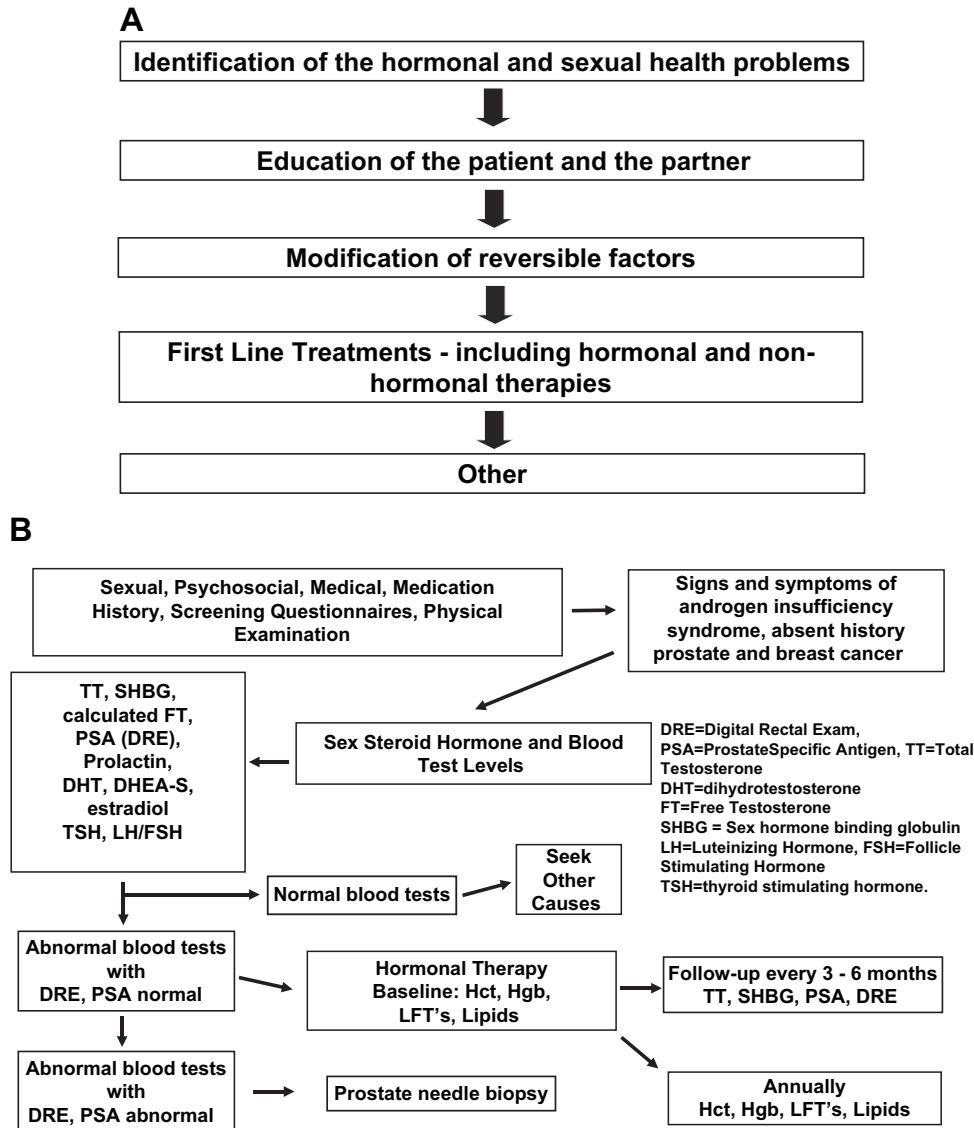 A
Identification of the hormonal and sexual health problems
Education of the patient and the partner
Modification of reversible factors
First Line Treatments - including hormonal and non-
hormonal therapies
Other
B
Sexual, Psychosocial, Medical, Medication
History, Screening Questionnaires, Physical
Examination
Signs and symptoms of
androgen insufficiency
syndrome, absent history
prostate and breast cancer
TT, SHBG,
calculated FT,
PSA (DRE),
Prolactin,
DHT, DHEA-S,
estradiol
TSH, LH/FSH
Sex Steroid Hormone and Blood
Test Levels
DRE=Digital Rectal Exam,
PSA=ProstateSpecific Antigen, TT=Total
Testosterone
DHT=dihydrotestosterone
FT=Free Testosterone
SHBG = Sex hormone binding globulin
LH=Luteinizing Hormone, FSH=Follicle
Stimulating Hormone
TSH=thyroid stimulating hormone.
Normal blood tests
Seek
Other
Causes
Abnormal blood tests
with
DRE, PSA normal
Hormonal Therapy
Baseline: Hct, Hgb,
LFT's, Lipids
Follow-up every 3 - 6 months
TT, SHBG, PSA, DRE
Abnormal blood tests
with
DRE, PSA abnormal
Prostate needle biopsy
Annually
Hct, Hgb, LFT's, Lipids